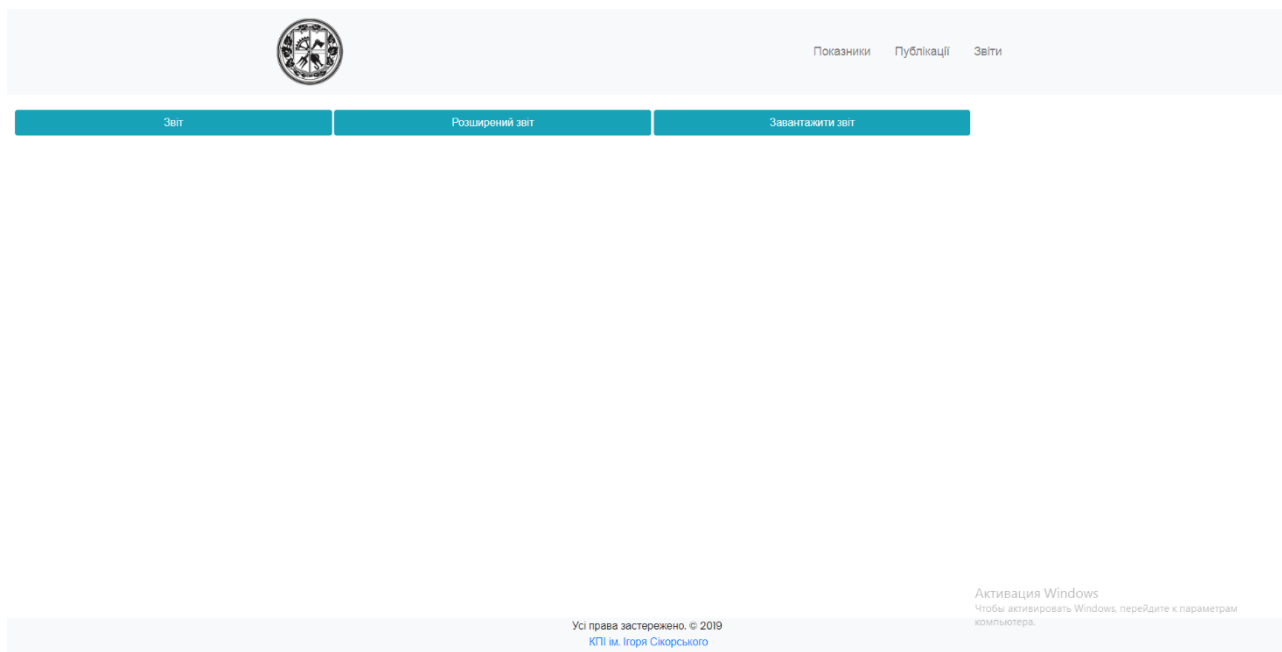 Показники Публікації Звіти
Звіт Розширений звіт Завантажити звіт
Активация Windows
Чтобы активировать Windows, перейдите к параметрам
компьютера.
Усі права застережено. © 2019
КПІ ім. Ігоря Сікорського